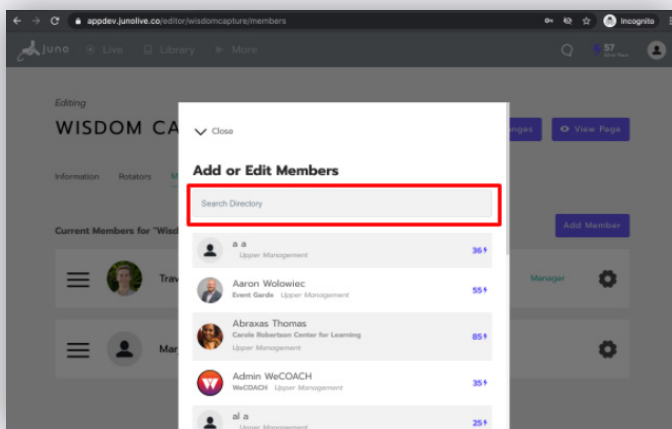 appdev.junolive.co/editor/wisdomcapture/members
Incognito
Juno
Live
Library
More
57
Editing
WISDOM CA
Close
nges
View Page
Add or Edit Members
Information
Rotators
M
Search Directory
Current Members for "Wisd
Add Member
a a
Upper Management
36
Aaron Wolowiec
Event Garde Upper Management
55
Trav
Manager
Abraxas Thomas
Carole Robertson Center for Learning
Upper Management
85
Mar
Admin WeCOACH
WeCOACH Upper Management
35
al a
Upper Management
25